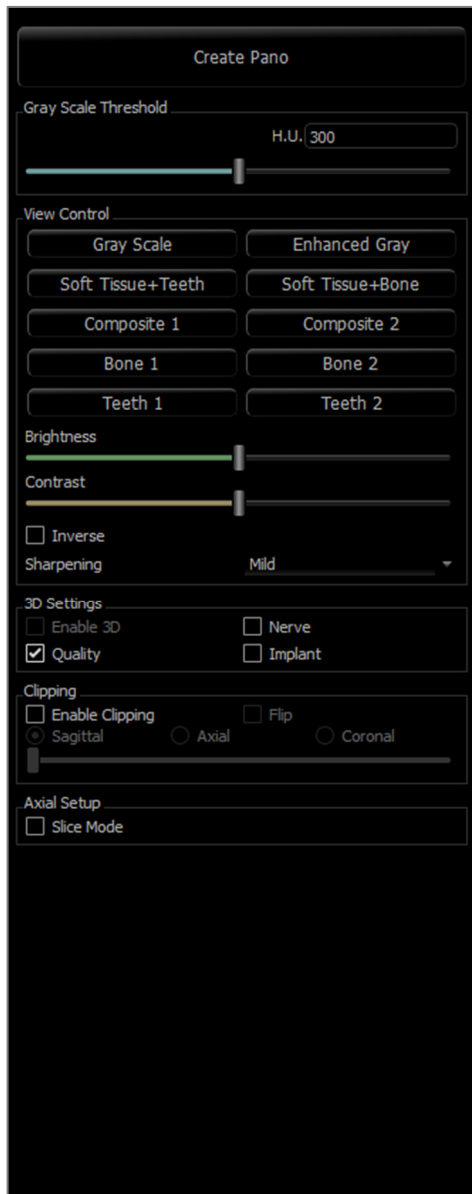 Create Pano
Gray Scale Threshold
H.U. 300
View Control
Gray Scale Enhanced Gray
Soft Tissue+Teeth Soft Tissue+Bone
Composite 1 Composite 2
Bone 1 Bone 2
Teeth 1 Teeth 2
Brightness
Contrast
Inverse
Sharpening Mild
3D Settings
Enable 3D Nerve
Quality Implant
Clipping
Enable Clipping Flip
Sagittal Axial Coronal
Axial Setup
Slice Mode